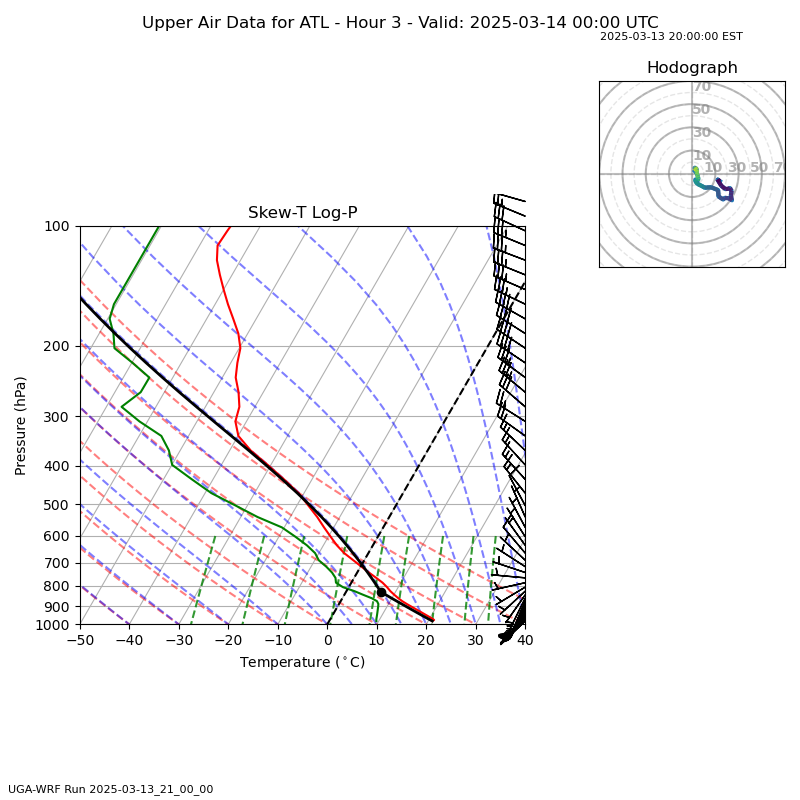 Upper Air Data for ATL - Hour 3 - Valid: 2025-03-14 00:00 UTC
2025-03-13 20:00:00 EST
Hodograph
70
50
30
10
10 30 50 7
Skew-T Log-P
100
200
300
400
500
600
700
800
900
1000
−50 −40 −30 −20 −10 0 10 20 30 40
Pressure (hPa)
Temperature (°C)
UGA-WRF Run 2025-03-13_21_00_00